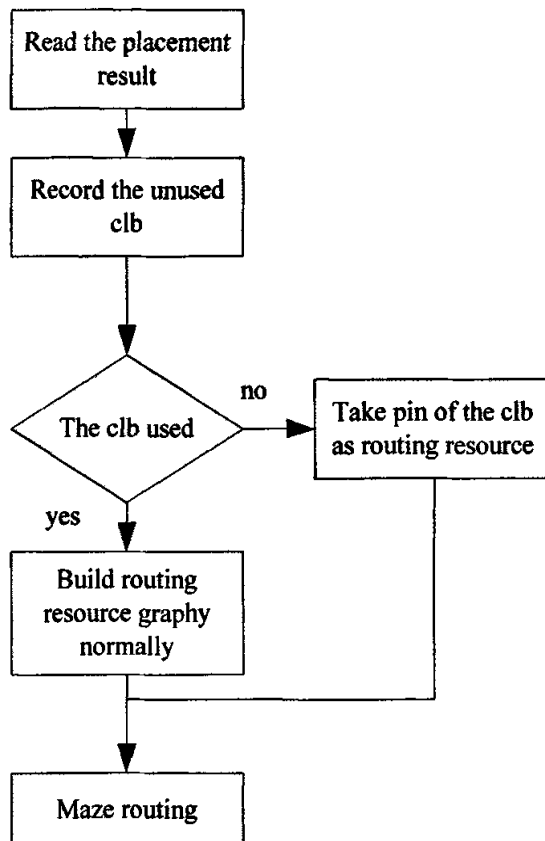 Read the placement
result
Record the unused
clb
The clb used
no
Take pin of the clb
as routing resource
yes
Build routing
resource graphy
normally
Maze routing